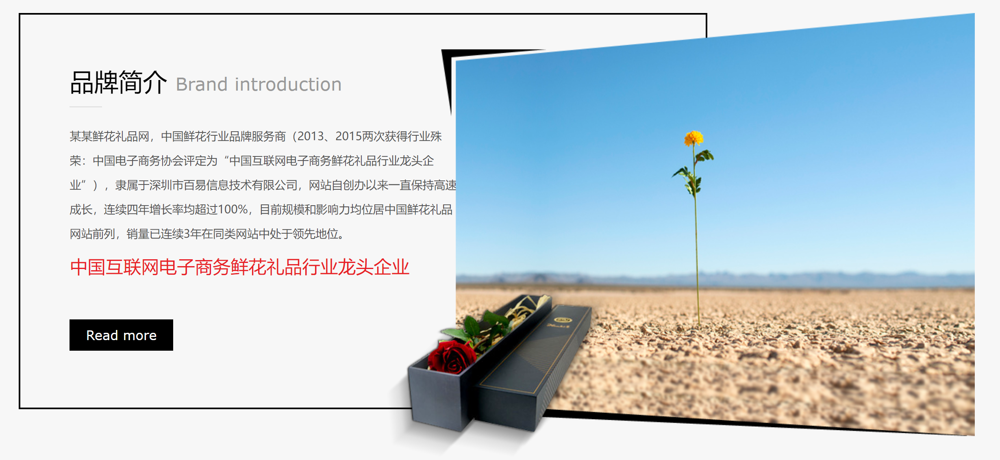 品牌简介 Brand introduction
某某鲜花礼品网，中国鲜花行业品牌服务商（2013、2015两次获得行业殊
荣：中国电子商务协会评定为“中国互联网电子商务鲜花礼品行业龙头企
业”），隶属于深圳市百易信息技术有限公司，网站自创办以来一直保持高速
成长，连续四年增长率均超过100%，目前规模和影响力均位居中国鲜花礼品
网站前列，销量已连续3年在同类网站中处于领先地位。
中国互联网电子商务鲜花礼品行业龙头企业
Read more